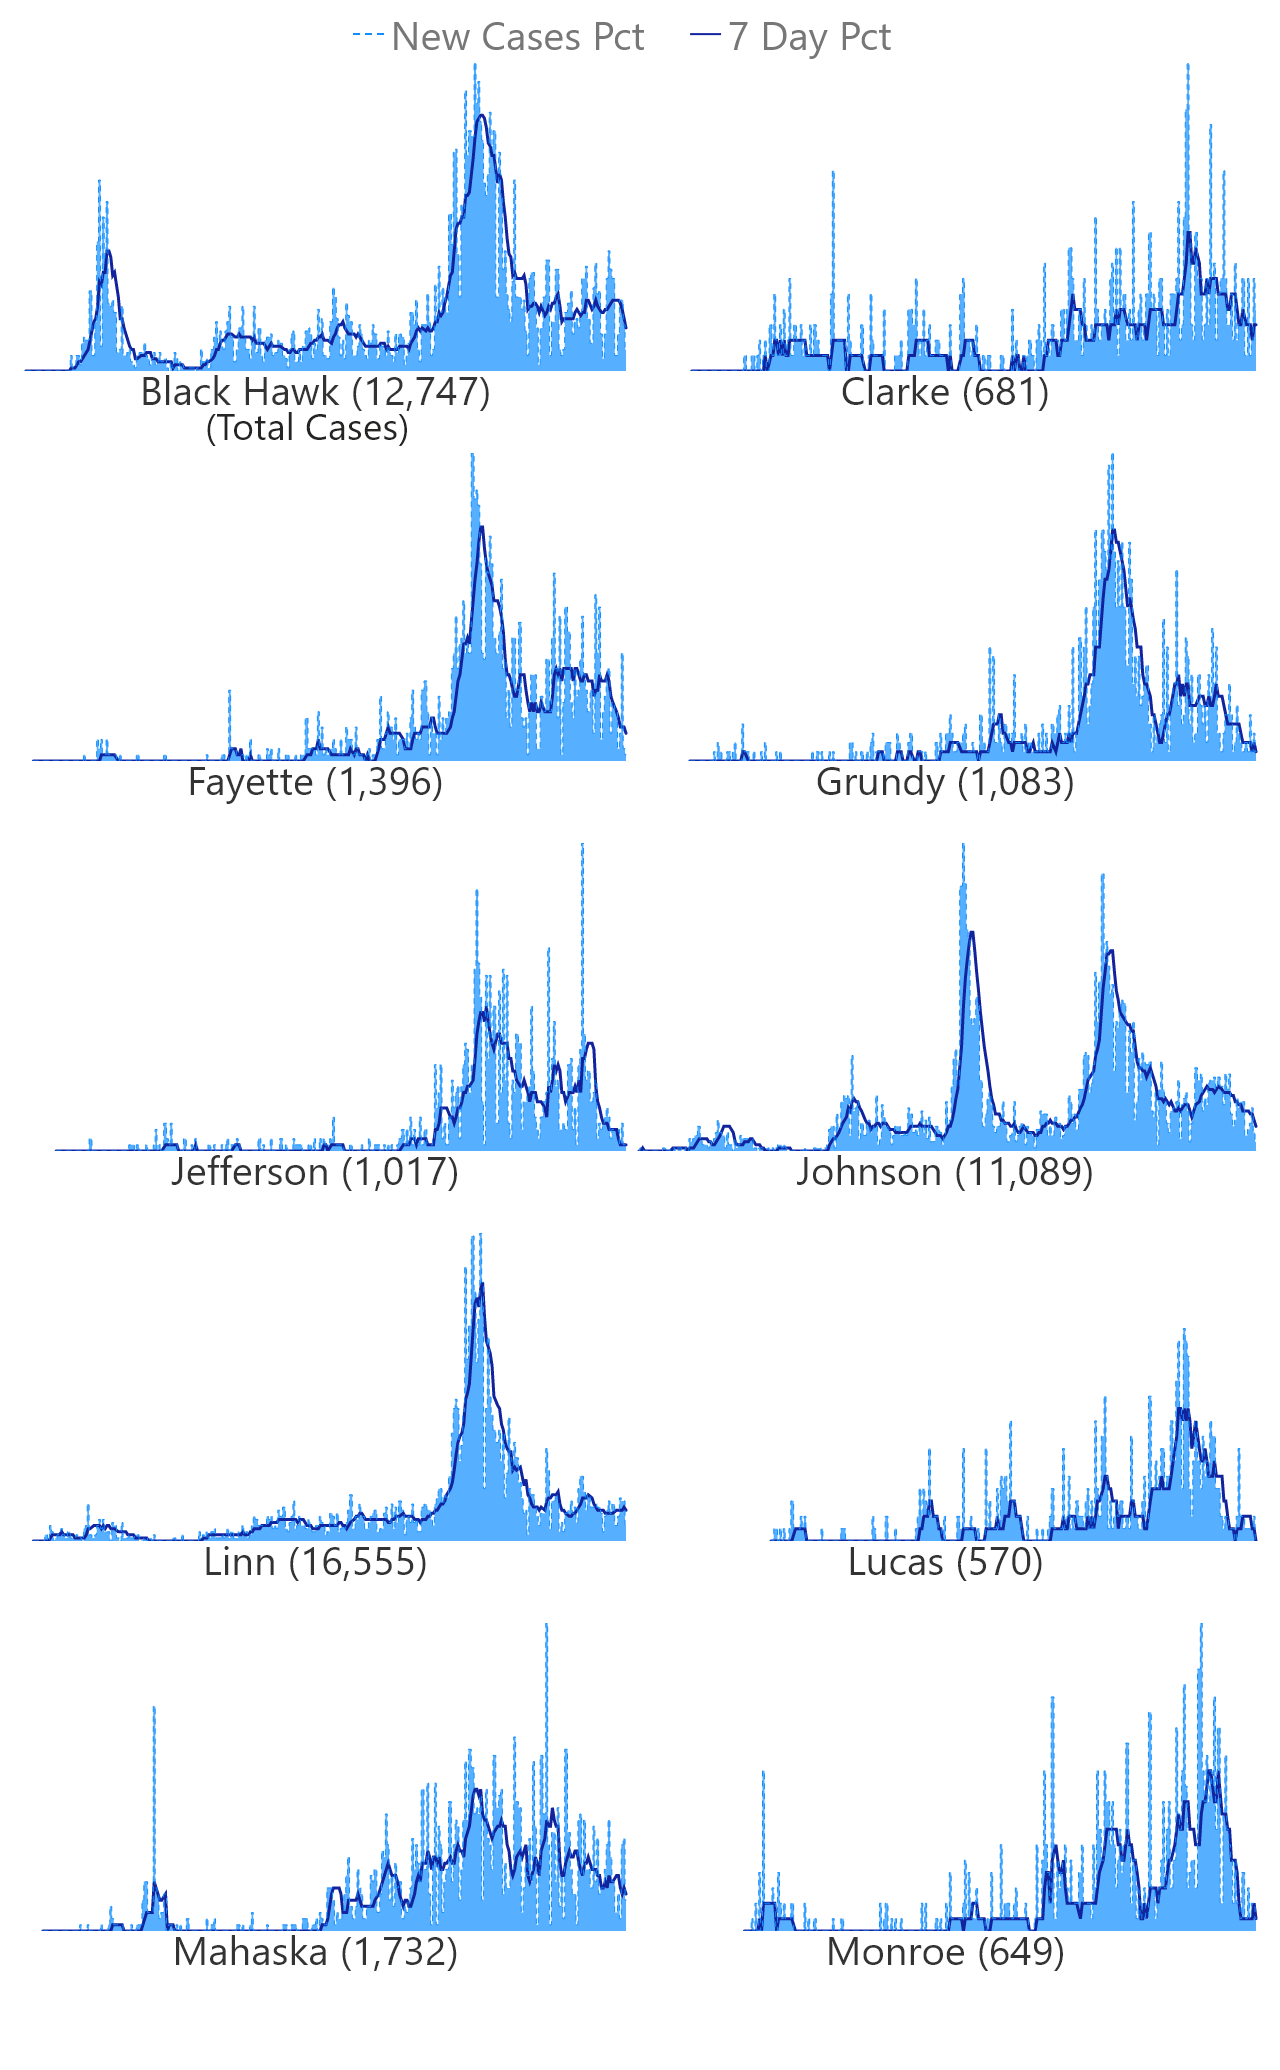 New Cases Pct 7 Day Pct
Black Hawk (12,747)
(Total Cases)
Clarke (681)
Fayette (1,396)
Grundy (1,083)
Jefferson (1,017)
Johnson (11,089)
Linn (16,555)
Lucas (570)
Mahaska (1,732)
Monroe (649)